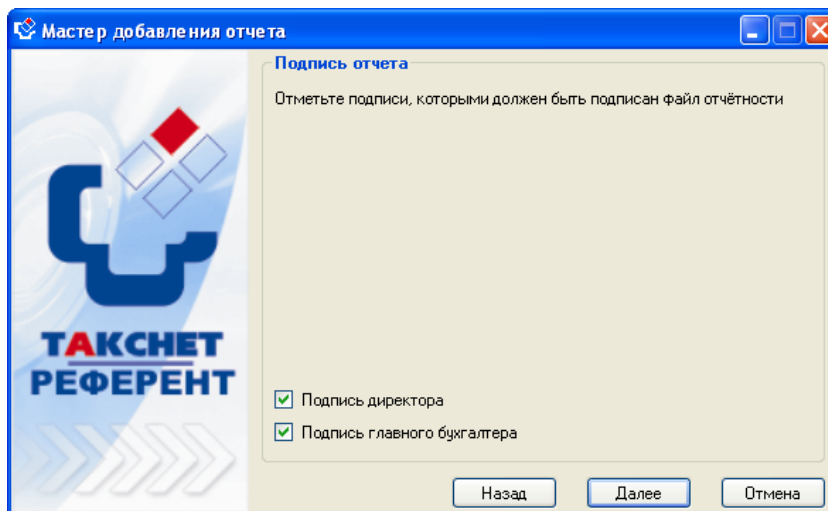 Мастер добавления отчета
Подпись отчета
Отметьте подписи, которыми должен быть подписан файл отчётности
ТАКСНЕТ
РЕФЕРЕНТ
Подпись директора
Подпись главного бухгалтера
Назад
Далее
Отмена